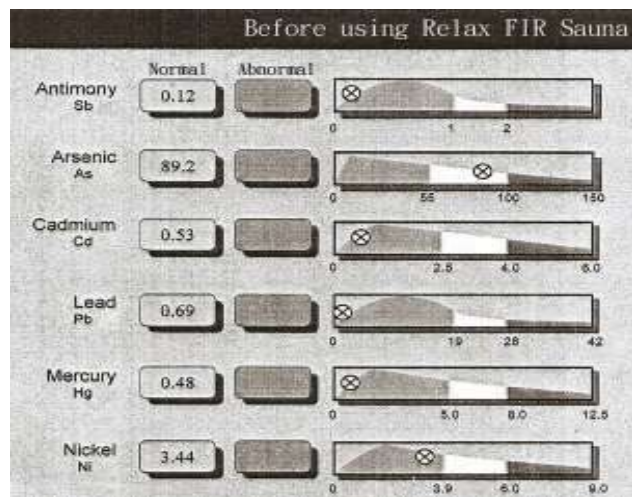 Before using Relax FIR Sauna
Normal Abnormal
Antimony
Sb
0.12
0 1 2
Arsenic
As
89.2
0 55 100 150
Cadmium
Cd
0.53
0 2.5 4.0 6.0
Lead
Pb
0.69
0 19 28 42
Mercury
Hg
0.48
0 5.0 8.0 12.5
Nickel
Ni
3.44
0 3.9 6.0 9.0